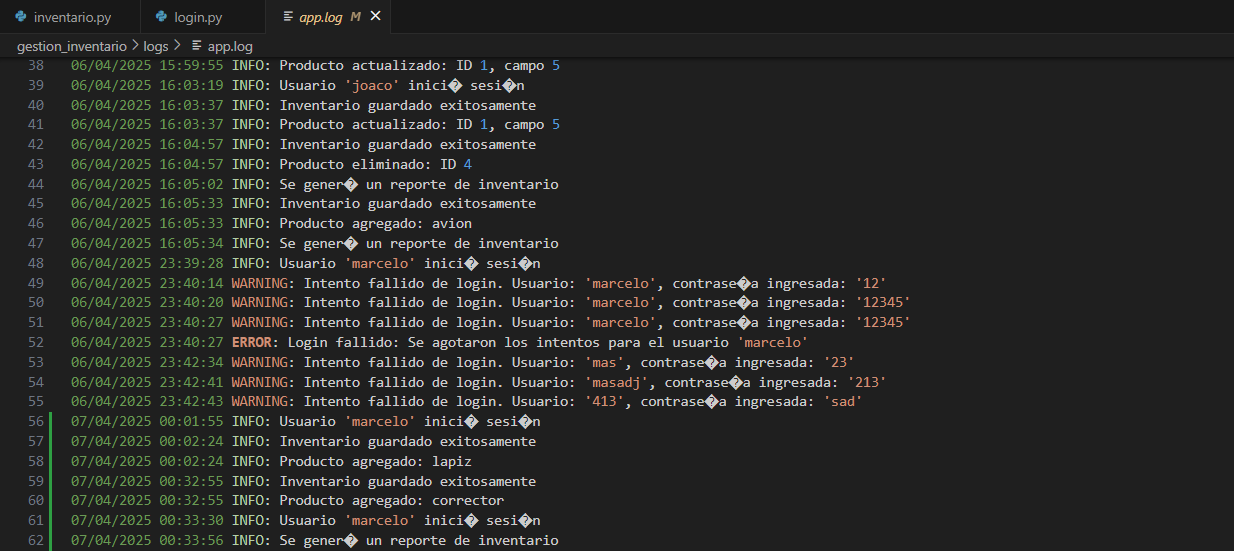 inventario.py login.py app.log M
gestion_inventario > logs > app.log
38 06/04/2025 15:59:55 INFO: Producto actualizado: ID 1, campo 5
39 06/04/2025 16:03:19 INFO: Usuario 'joaco' inici� sesi�n
40 06/04/2025 16:03:37 INFO: Inventario guardado exitosamente
41 06/04/2025 16:03:37 INFO: Producto actualizado: ID 1, campo 5
42 06/04/2025 16:04:57 INFO: Inventario guardado exitosamente
43 06/04/2025 16:04:57 INFO: Producto eliminado: ID 4
44 06/04/2025 16:05:02 INFO: Se gener� un reporte de inventario
45 06/04/2025 16:05:33 INFO: Inventario guardado exitosamente
46 06/04/2025 16:05:33 INFO: Producto agregado: avion
47 06/04/2025 16:05:34 INFO: Se gener� un reporte de inventario
48 06/04/2025 23:39:28 INFO: Usuario 'marcelo' inici� sesi�n
49 06/04/2025 23:40:14 WARNING: Intento fallido de login. Usuario: 'marcelo', contrase�a ingresada: '12'
50 06/04/2025 23:40:20 WARNING: Intento fallido de login. Usuario: 'marcelo', contrase�a ingresada: '12345'
51 06/04/2025 23:40:27 WARNING: Intento fallido de login. Usuario: 'marcelo', contrase�a ingresada: '12345'
52 06/04/2025 23:40:27 ERROR: Login fallido: Se agotaron los intentos para el usuario 'marcelo'
53 06/04/2025 23:42:34 WARNING: Intento fallido de login. Usuario: 'mas', contrase�a ingresada: '23'
54 06/04/2025 23:42:41 WARNING: Intento fallido de login. Usuario: 'masadj', contrase�a ingresada: '213'
55 06/04/2025 23:42:43 WARNING: Intento fallido de login. Usuario: '413', contrase�a ingresada: 'sad'
56 07/04/2025 00:01:55 INFO: Usuario 'marcelo' inici� sesi�n
57 07/04/2025 00:02:24 INFO: Inventario guardado exitosamente
58 07/04/2025 00:02:24 INFO: Producto agregado: lapiz
59 07/04/2025 00:32:55 INFO: Inventario guardado exitosamente
60 07/04/2025 00:32:55 INFO: Producto agregado: corrector
61 07/04/2025 00:33:30 INFO: Usuario 'marcelo' inici� sesi�n
62 07/04/2025 00:33:56 INFO: Se gener� un reporte de inventario